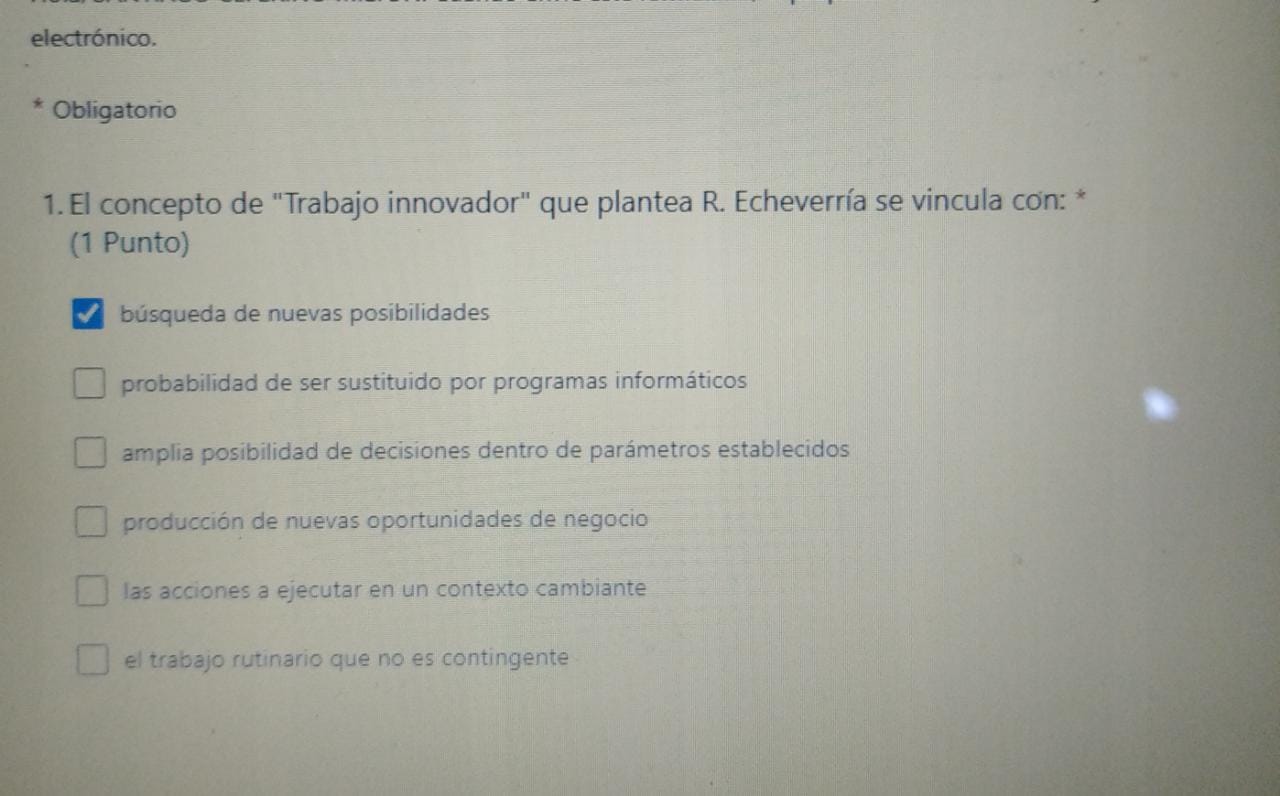 electrónico.
* Obligatorio
1. El concepto de "Trabajo innovador" que plantea R. Echeverría se vincula con: *
(1 Punto)
búsqueda de nuevas posibilidades
probabilidad de ser sustituido por programas informáticos
amplia posibilidad de decisiones dentro de parámetros establecidos
producción de nuevas oportunidades de negocio
las acciones a ejecutar en un contexto cambiante
el trabajo rutinario que no es contingente